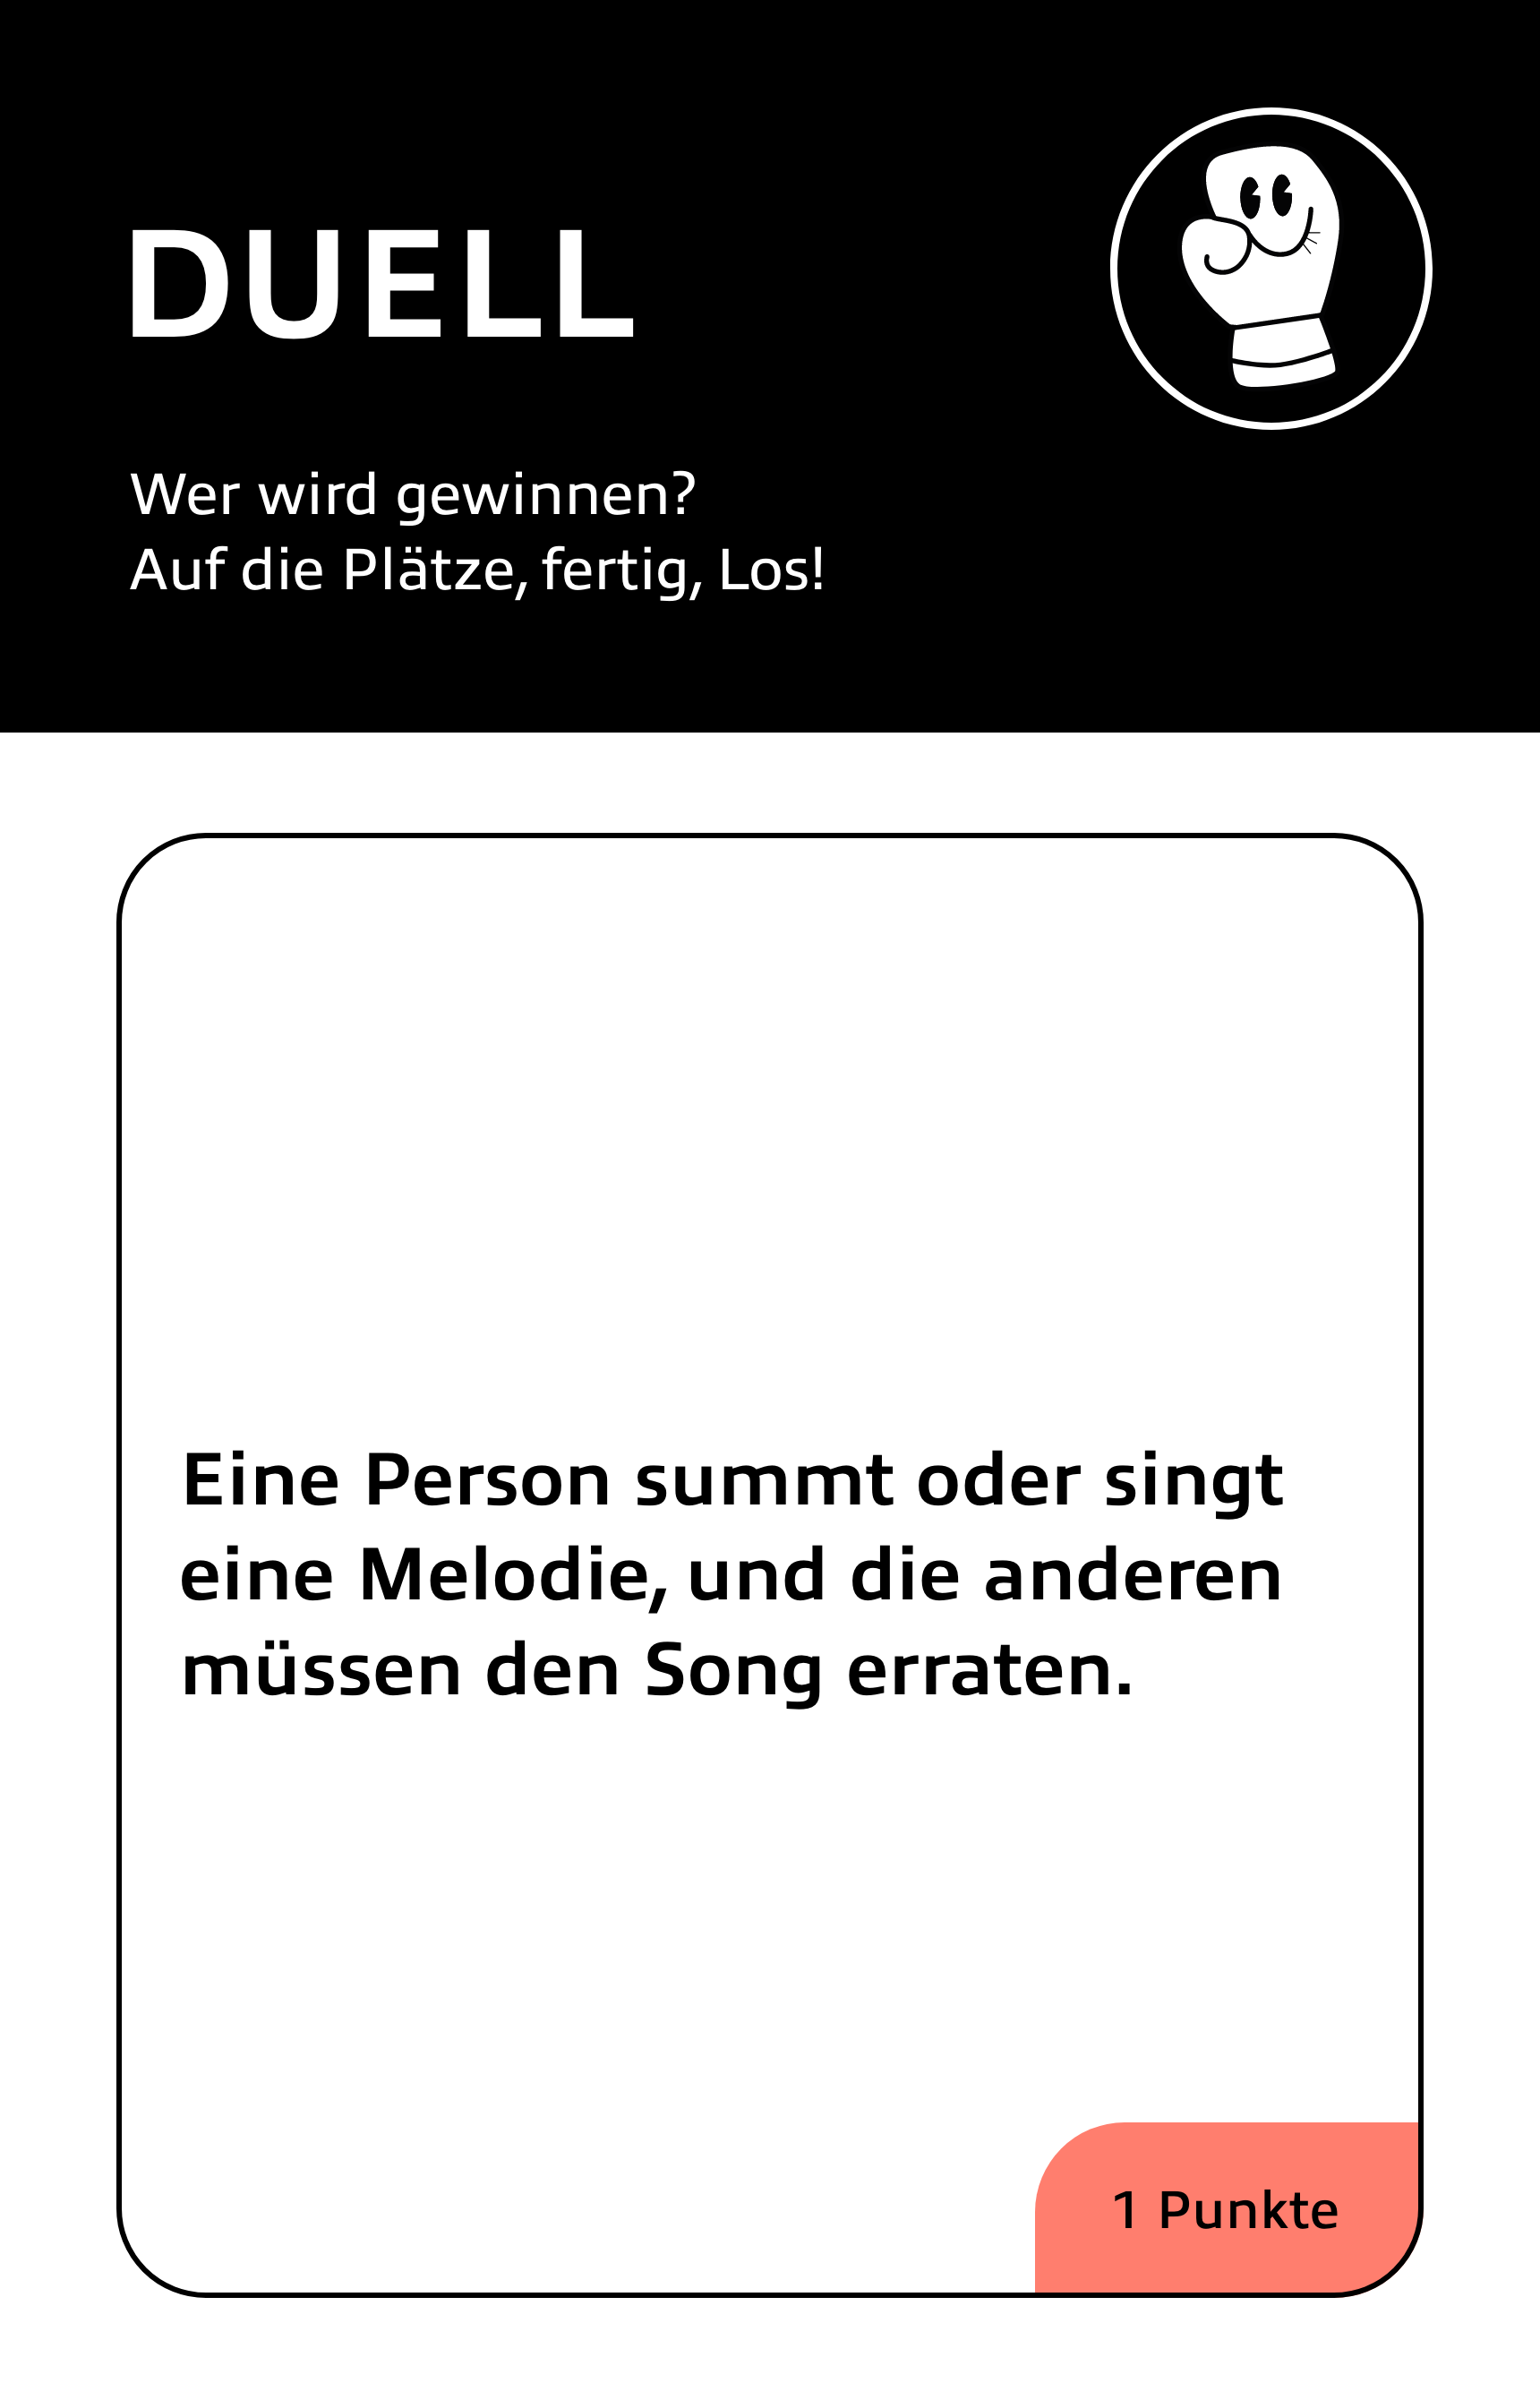 DUELL
Wer wird gewinnen?
Auf die Plätze, fertig, Los!
Eine Person summt oder singt
eine Melodie, und die anderen
müssen den Song erraten.
1 Punkte